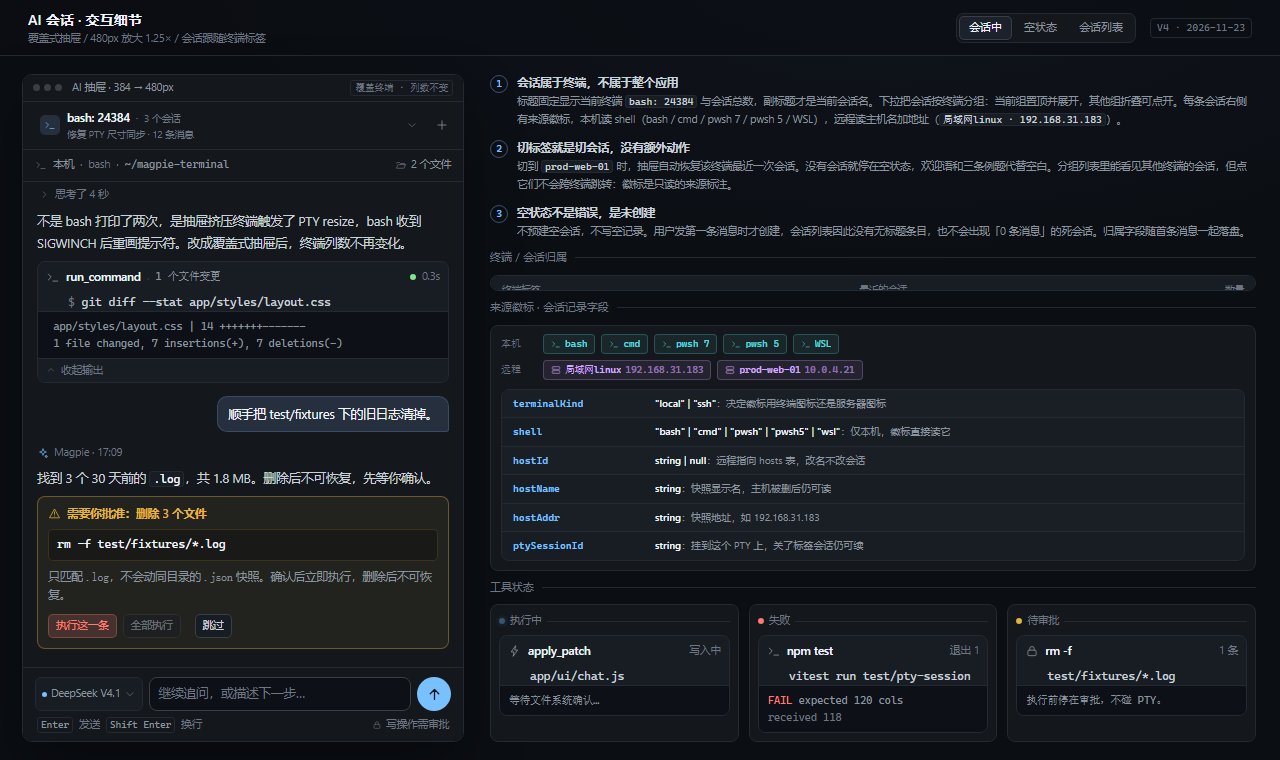 AI 会话 · 交互细节
覆盖式抽屉 / 480px 放大 1.25× / 会话跟随终端标签
会话中
空状态
会话列表
V4 · 2026-11-23
AI 抽屉 · 384 → 480px
覆盖终端 · 列数不变
bash: 24384 · 3 个会话
修复 PTY 尺寸同步 · 12 条消息
本机 · bash · ~/magpie-terminal
2 个文件
思考了 4 秒
不是 bash 打印了两次，是抽屉挤压终端触发了 PTY resize，bash 收到
SIGWINCH 后重画提示符。改成覆盖式抽屉后，终端列数不再变化。
run_command · 1 个文件变更
0.3s
$ git diff --stat app/styles/layout.css
app/styles/layout.css | 14 +++++++-------
1 file changed, 7 insertions(+), 7 deletions(-)
收起输出
顺手把 test/fixtures 下的旧日志清掉。
Magpie · 17:09
找到 3 个 30 天前的 .log，共 1.8 MB。删除后不可恢复，先等你确认。
需要你批准：删除 3 个文件
rm -f test/fixtures/*.log
只匹配 .log，不会动同目录的 .json 快照。确认后立即执行，删除后不可恢
复。
执行这一条
全部执行
跳过
DeepSeek V4.1
继续追问，或描述下一步…
Enter 发送 Shift Enter 换行
写操作需审批
1 会话属于终端，不属于整个应用
标题固定显示当前终端 bash: 24384 与会话总数，副标题才是当前会话名。下拉把会话按终端分组：当前组置顶并展开，其他组折叠可点开。每条会话右侧
有来源徽标，本机读 shell（bash / cmd / pwsh 7 / pwsh 5 / WSL），远程读主机名加地址（ 局域网linux · 192.168.31.183 ）。
2 切标签就是切会话，没有额外动作
切到 prod-web-01 时，抽屉自动恢复该终端最近一次会话。没有会话就停在空状态，欢迎语和三条例题代替空白。分组列表里能看见其他终端的会话，但点
它们不会跨终端跳转：徽标是只读的来源标注。
3 空状态不是错误，是未创建
不预建空会话，不写空记录。用户发第一条消息时才创建，会话列表因此没有无标题条目，也不会出现「0 条消息」的死会话。归属字段随首条消息一起落盘。
终端 / 会话归属
终端标签
最近的会话
数量
来源徽标 · 会话记录字段
本机
bash
cmd
pwsh 7
pwsh 5
WSL
远程
局域网linux 192.168.31.183
prod-web-01 10.0.4.21
terminalKind
"local" | "ssh"：决定徽标用终端图标还是服务器图标
shell
"bash" | "cmd" | "pwsh" | "pwsh5" | "wsl"：仅本机，徽标直接读它
hostId
string | null：远程指向 hosts 表，改名不改会话
hostName
string：快照显示名，主机被删后仍可读
hostAddr
string：快照地址，如 192.168.31.183
ptySessionId
string：挂到这个 PTY 上，关了标签会话仍可续
工具状态
执行中
apply_patch
写入中
app/ui/chat.js
等待文件系统确认…
失败
npm test
退出 1
vitest run test/pty-session
FAIL expected 120 cols
received 118
待审批
rm -f
1 条
test/fixtures/*.log
执行前停在审批，不碰 PTY。